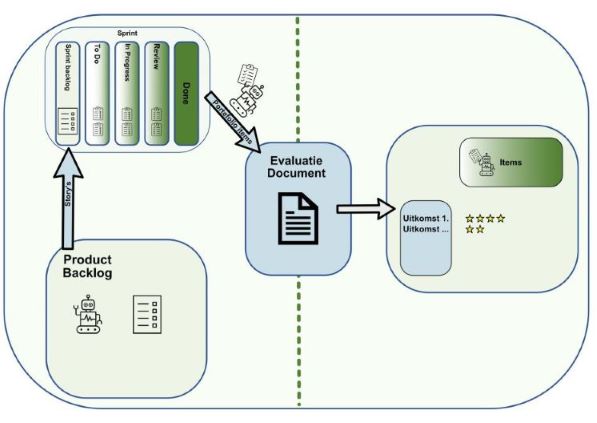 Sprint
Sprint backlog
To Do
In Progress
Review
Done
Portefolio items
Story's
Product
Backlog
Evaluatie
Document
Items
Uitkomst 1.
Uitkomst ...